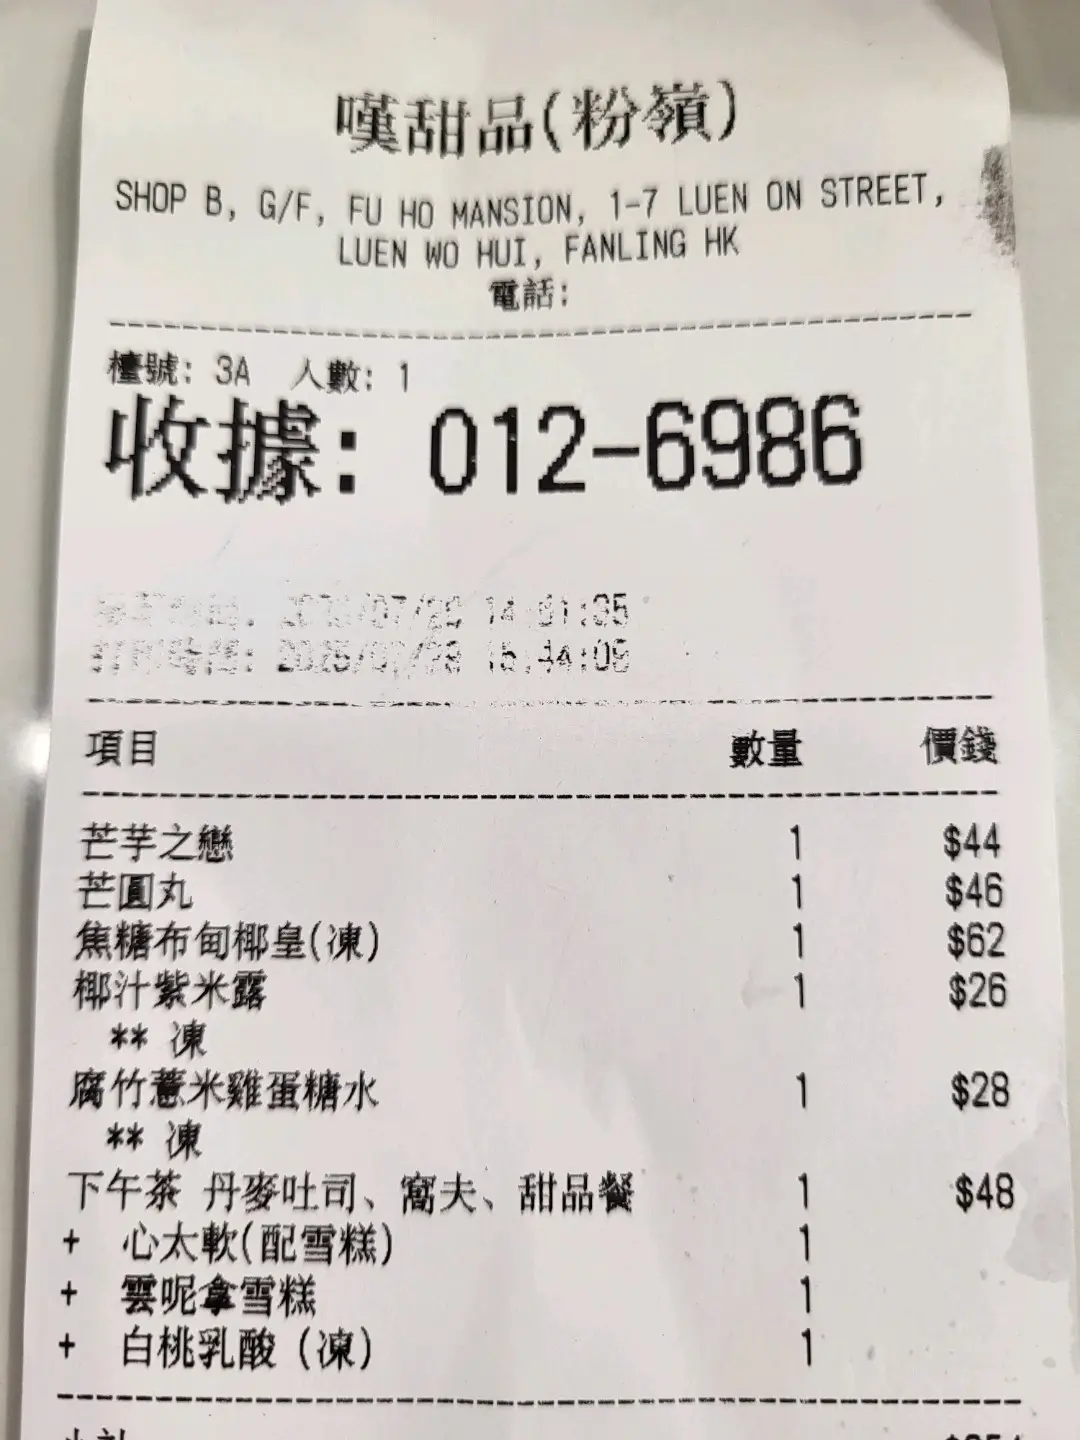 嘆甜品(粉嶺)
SHOP B, G/F, FU HO MANSION, 1-7 LUEN ON STREET,
LUEN WO HUI, FANLING HK
電話:
檯號: 3A 人數: 1
收據: 012-6986
項目 數量 價錢
芒芋之戀 1 $44
芒圓丸 1 $46
焦糖布甸椰皇(凍) 1 $62
椰汁紫米露 1 $26
** 凍
腐竹薏米雞蛋糖水 1 $28
** 凍
下午茶 丹麥吐司、窩夫、甜品餐 1 $48
+ 心太軟(配雪糕) 1
+ 雲呢拿雪糕 1
+ 白桃乳酸 (凍) 1